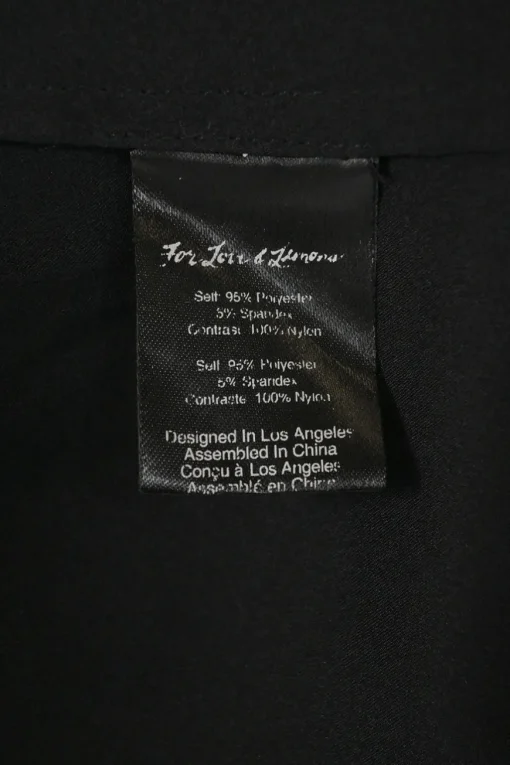 For Love & Lemons
Self: 95% Polyester
5% Spandex
Contrast 100% Nylon
Self 95% Polyester
5% Spandex
Contraste 100% Nylon
Designed In Los Angeles
Assembled In China
Conçu à Los Angeles
Assemblé en Chine